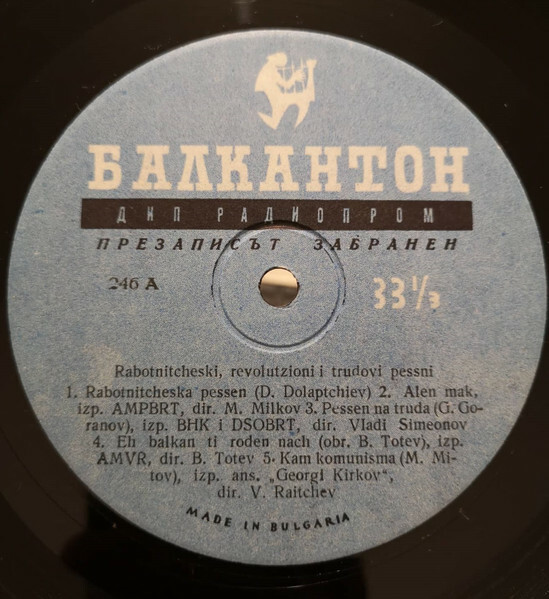 БАЛКАНТОН
ДИП РАДИОПРОМ
ПРЕЗАПИСЪТ ЗАБРАНЕН
246 A
33⅓
Rabotnitcheski, revolutzioni i trudovi pessni
1. Rabotnitcheska pessen (D. Dolaptchiev) 2. Alen mak,
izp. AMPBRT, dir. M. Milkov 3. Pessen na truda (G. Go-
ranov), izp. BHK i DSOBRT, dir. Vladi Simeonov
4. Eh balkan ti roden nach (obr. B. Totev), izp.
AMVR, dir. B. Totev 5. Kam komunisma (M. Mi-
tov), izp. ans. „Georgi Kirkov“,
dir. V. Raitchev
MADE IN BULGARIA